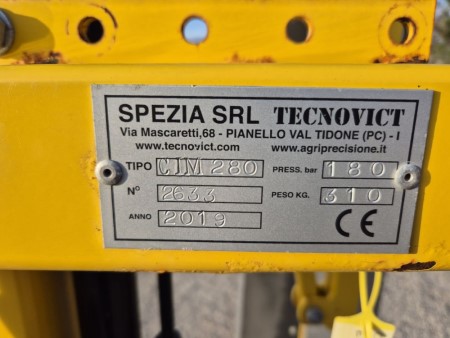 SPEZIA SRL TECNOVICT
Via Mascaretti,68 - PIANELLO VAL TIDONE (PC) - I
www.tecnovict.com www.agriprecisione.it
TIPO CIM 280 PRESS. bar 180
N° 2633 PESO KG. 310
ANNO 2019 CE